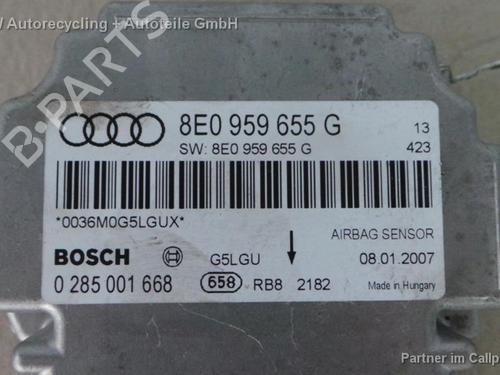 Autorecycling + Autoteile GmbH
B-PARTS
8E0 959 655 G
13
SW: 8E0 959 655 G
423
*0036M0G5LGUX*
AIRBAG SENSOR
BOSCH
G5LGU
08.01.2007
0 285 001 668
658
RB8
2182
Made in Hungary
Partner im Callp